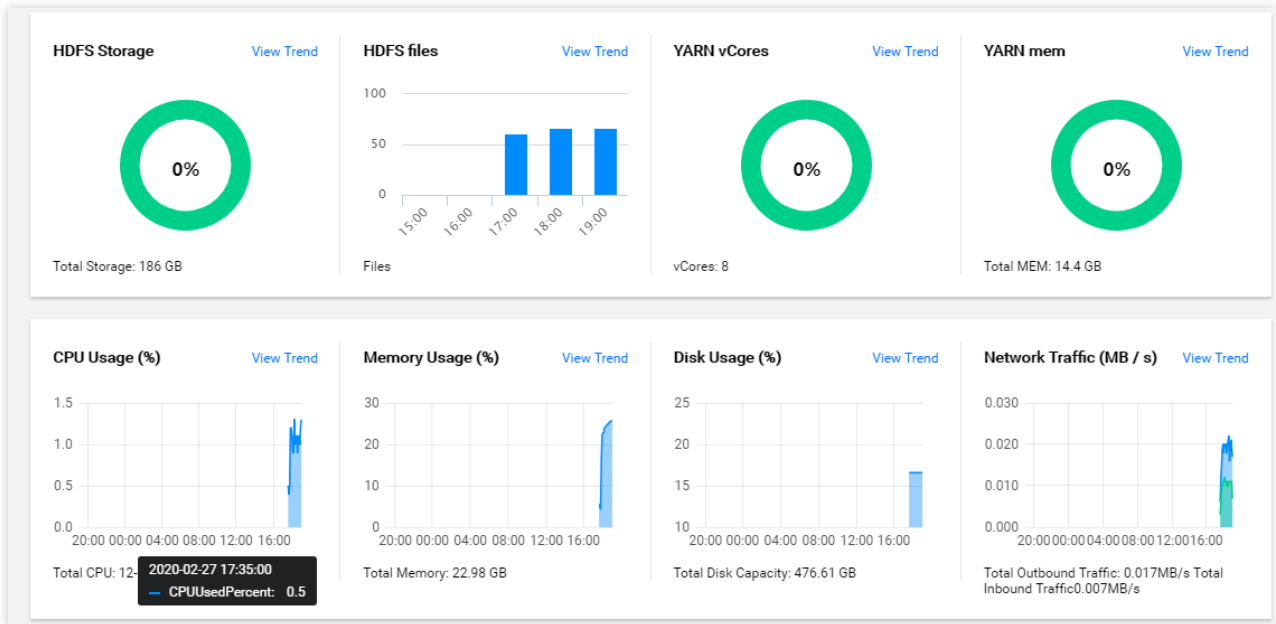 HDFS Storage View Trend
0%
Total Storage: 186 GB
HDFS files View Trend
100
50
0
15:00 16:00 17:00 18:00 19:00
Files
YARN vCores View Trend
0%
vCores: 8
YARN mem View Trend
0%
Total MEM: 14.4 GB
CPU Usage (%) View Trend
1.5
1.0
0.5
0.0
20:00 00:00 04:00 08:00 12:00 16:00
Total CPU: 12-
2020-02-27 17:35:00
CPUUsedPercent: 0.5
Memory Usage (%) View Trend
30
20
10
0
20:00 00:00 04:00 08:00 12:00 16:00
Total Memory: 22.98 GB
Disk Usage (%) View Trend
25
20
15
10
20:00 00:00 04:00 08:00 12:00 16:00
Total Disk Capacity: 476.61 GB
Network Traffic (MB / s) View Trend
0.030
0.020
0.010
0.000
20:00 00:00 04:00 08:00 12:00 16:00
Total Outbound Traffic: 0.017MB/s Total
Inbound Traffic0.007MB/s